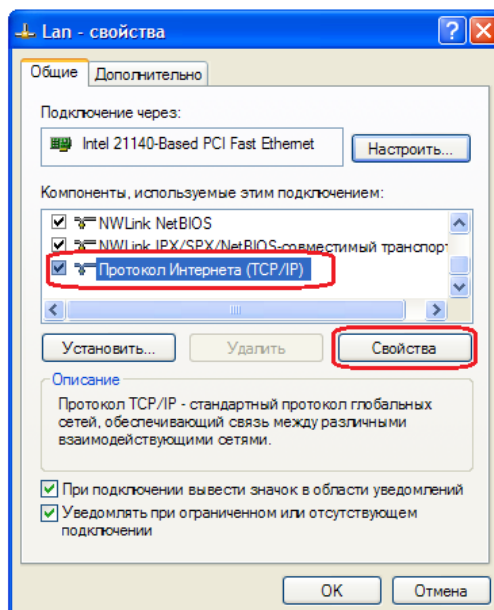 Lan - свойства
Общие Дополнительно
Подключение через:
Intel 21140-Based PCI Fast Ethernet Настроить...
Компоненты, используемые этим подключением:
NWLink NetBIOS
NWLink IPX/SPX/NetBIOS-совместимый транспор
Протокол Интернета (TCP/IP)
Установить... Удалить Свойства
Описание
Протокол TCP/IP - стандартный протокол глобальных
сетей, обеспечивающий связь между различными
взаимодействующими сетями.
При подключении вывести значок в области уведомлений
Уведомлять при ограниченном или отсутствующем
подключении
OK Отмена